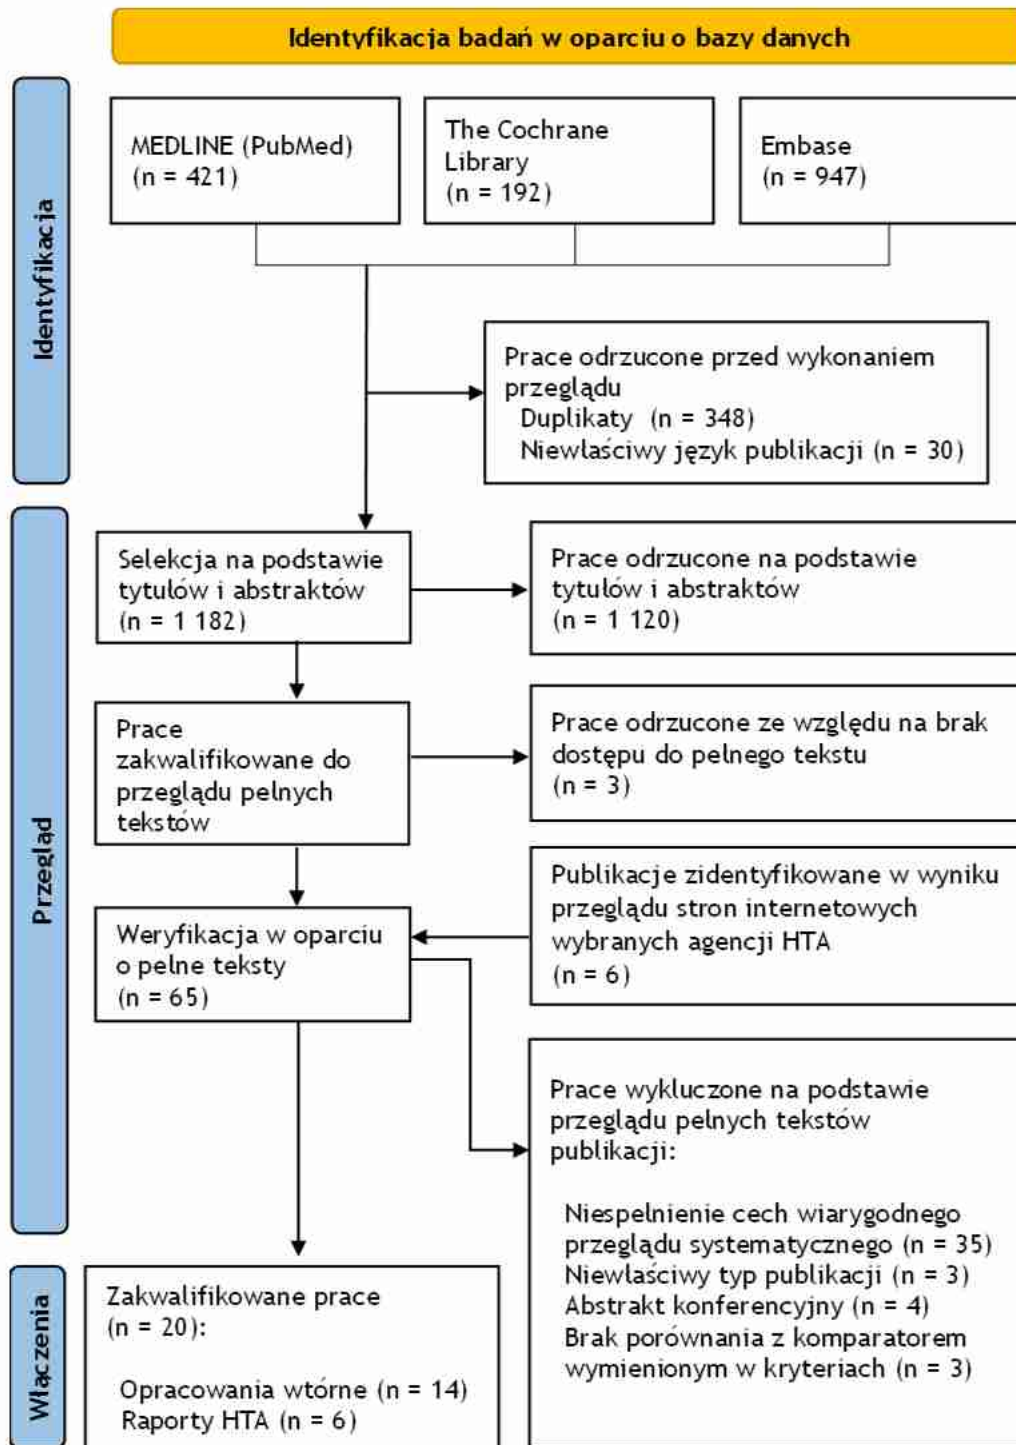 Identyfikacja badań w oparciu o bazy danych
Identyfikacja
MEDLINE (PubMed)
(n = 421)
The Cochrane
Library
(n = 192)
Embase
(n = 947)
Prace odrzucone przed wykonaniem
przeglądu
Duplikaty (n = 348)
Niewłaściwy język publikacji (n = 30)
Przegląd
Selekcja na podstawie
tytułów i abstraktów
(n = 1 182)
Prace odrzucone na podstawie
tytułów i abstraktów
(n = 1 120)
Prace
zakwalifikowane do
przeglądu pełnych
tekstów
Prace odrzucone ze względu na brak
dostępu do pełnego tekstu
(n = 3)
Publikacje zidentyfikowane w wyniku
przeglądu stron internetowych
wybranych agencji HTA
(n = 6)
Weryfikacja w oparciu
o pełne teksty
(n = 65)
Prace wykluczone na podstawie
przeglądu pełnych tekstów
publikacji:
Niespełnienie cech wiarygodnego
przeglądu systematycznego (n = 35)
Niewłaściwy typ publikacji (n = 3)
Abstrakt konferencyjny (n = 4)
Brak porównania z komparatorem
wymienionym w kryteriach (n = 3)
Włączenia
Zakwalifikowane prace
(n = 20):
Opracowania wtórne (n = 14)
Raporty HTA (n = 6)